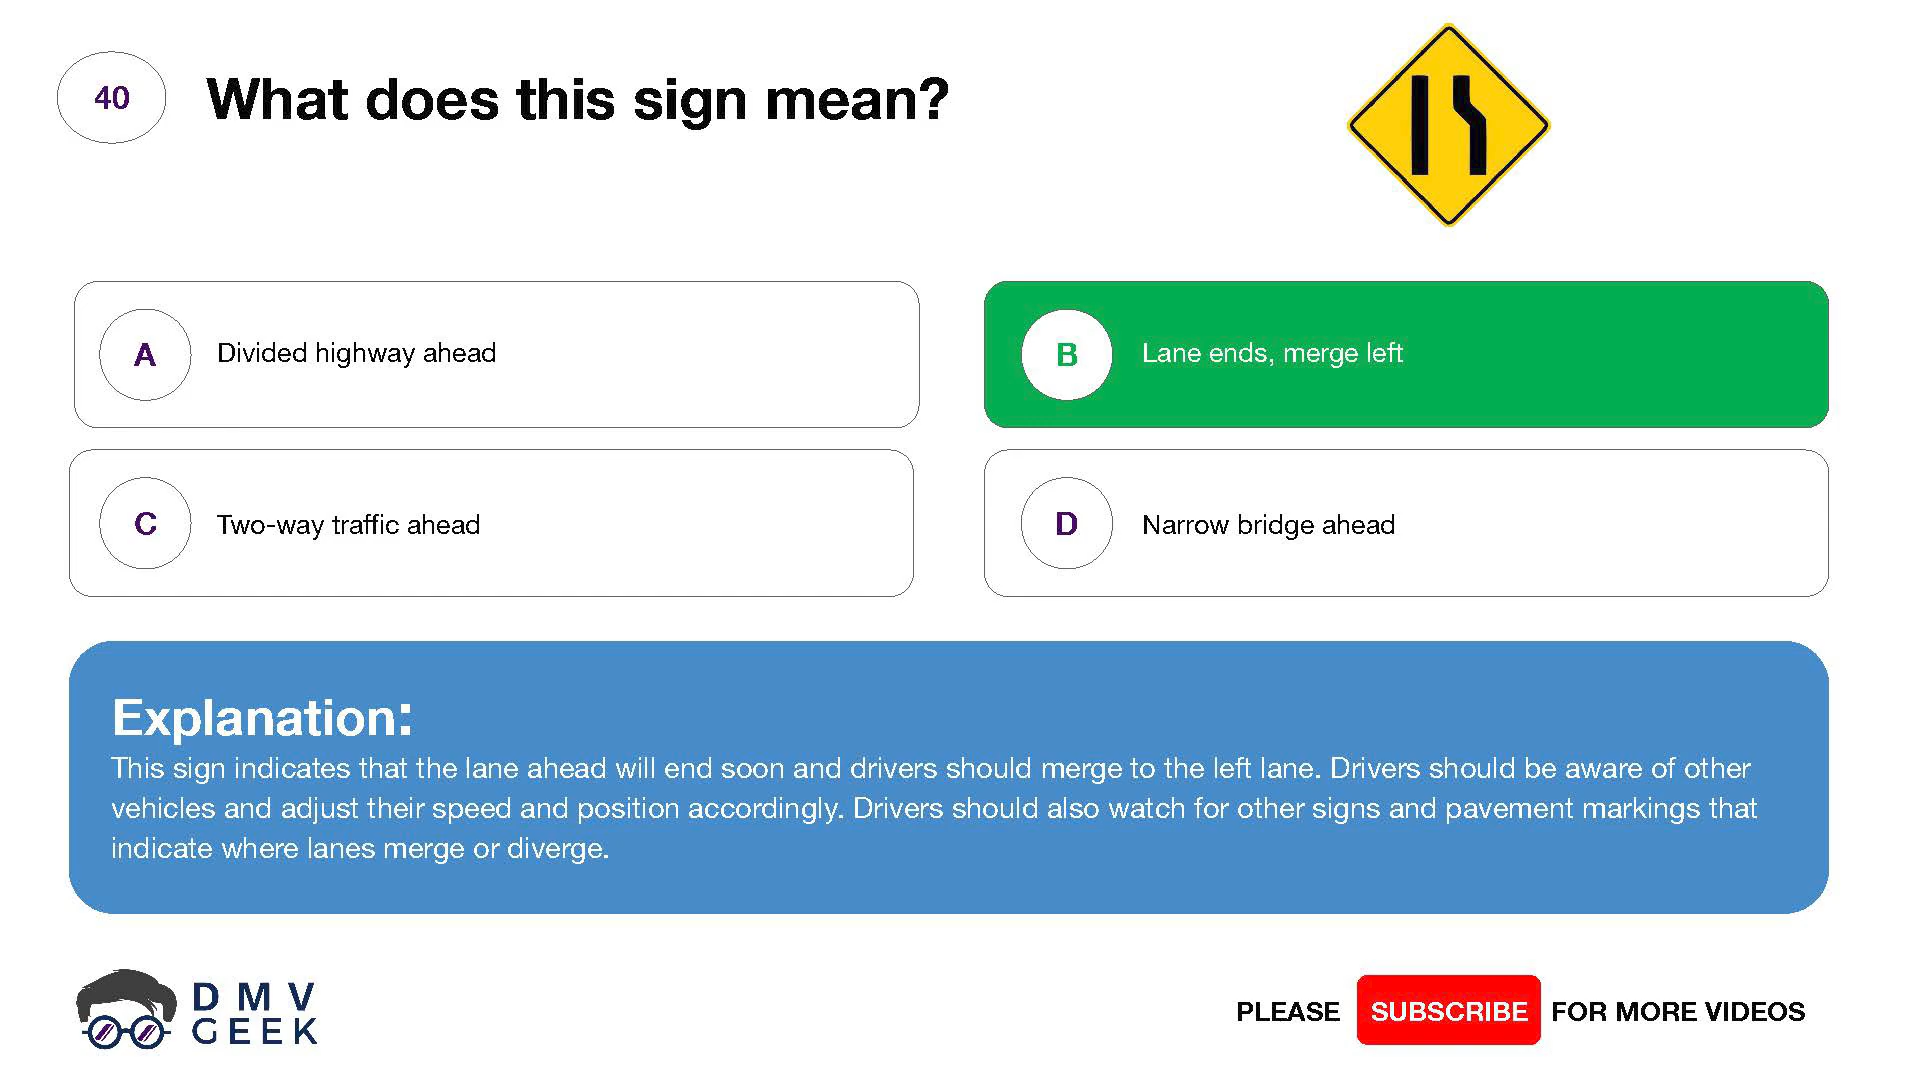 40
What does this sign mean?
A
Divided highway ahead
B
Lane ends, merge left
C
Two-way traffic ahead
D
Narrow bridge ahead
Explanation:
This sign indicates that the lane ahead will end soon and drivers should merge to the left lane. Drivers should be aware of other
vehicles and adjust their speed and position accordingly. Drivers should also watch for other signs and pavement markings that
indicate where lanes merge or diverge.
DMV
GEEK
PLEASE SUBSCRIBE FOR MORE VIDEOS